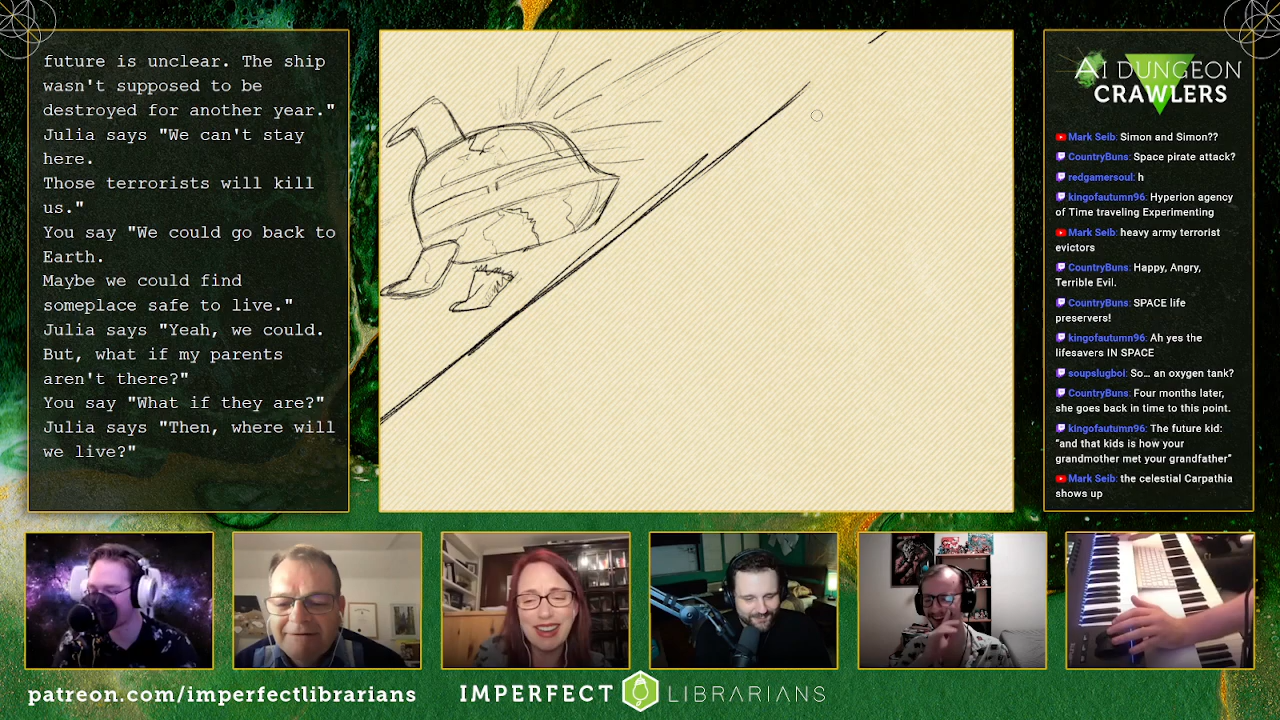 future is unclear. The ship
wasn't supposed to be
destroyed for another year."
Julia says "We can't stay
here.
Those terrorists will kill
us."
You say "We could go back to
Earth.
Maybe we could find
someplace safe to live."
Julia says "Yeah, we could.
But, what if my parents
aren't there?"
You say "What if they are?"
Julia says "Then, where will
we live?"
AI DUNGEON
CRAWLERS
Mark Seib: Simon and Simon??
CountryBuns: Space pirate attack?
redgamersoul: h
kingofautumn96: Hyperion agency
of Time traveling Experimenting
Mark Seib: heavy army terrorist
evictors
CountryBuns: Happy, Angry,
Terrible Evil.
CountryBuns: SPACE life
preservers!
kingofautumn96: Ah yes the
lifesavers IN SPACE
soupslugboi: So... an oxygen tank?
CountryBuns: Four months later,
she goes back in time to this point.
kingofautumn96: The future kid:
"and that kids is how your
grandmother met your grandfather"
Mark Seib: the celestial Carpathia
shows up
patreon.com/imperfectlibrarians
IMPERFECT LIBRARIANS